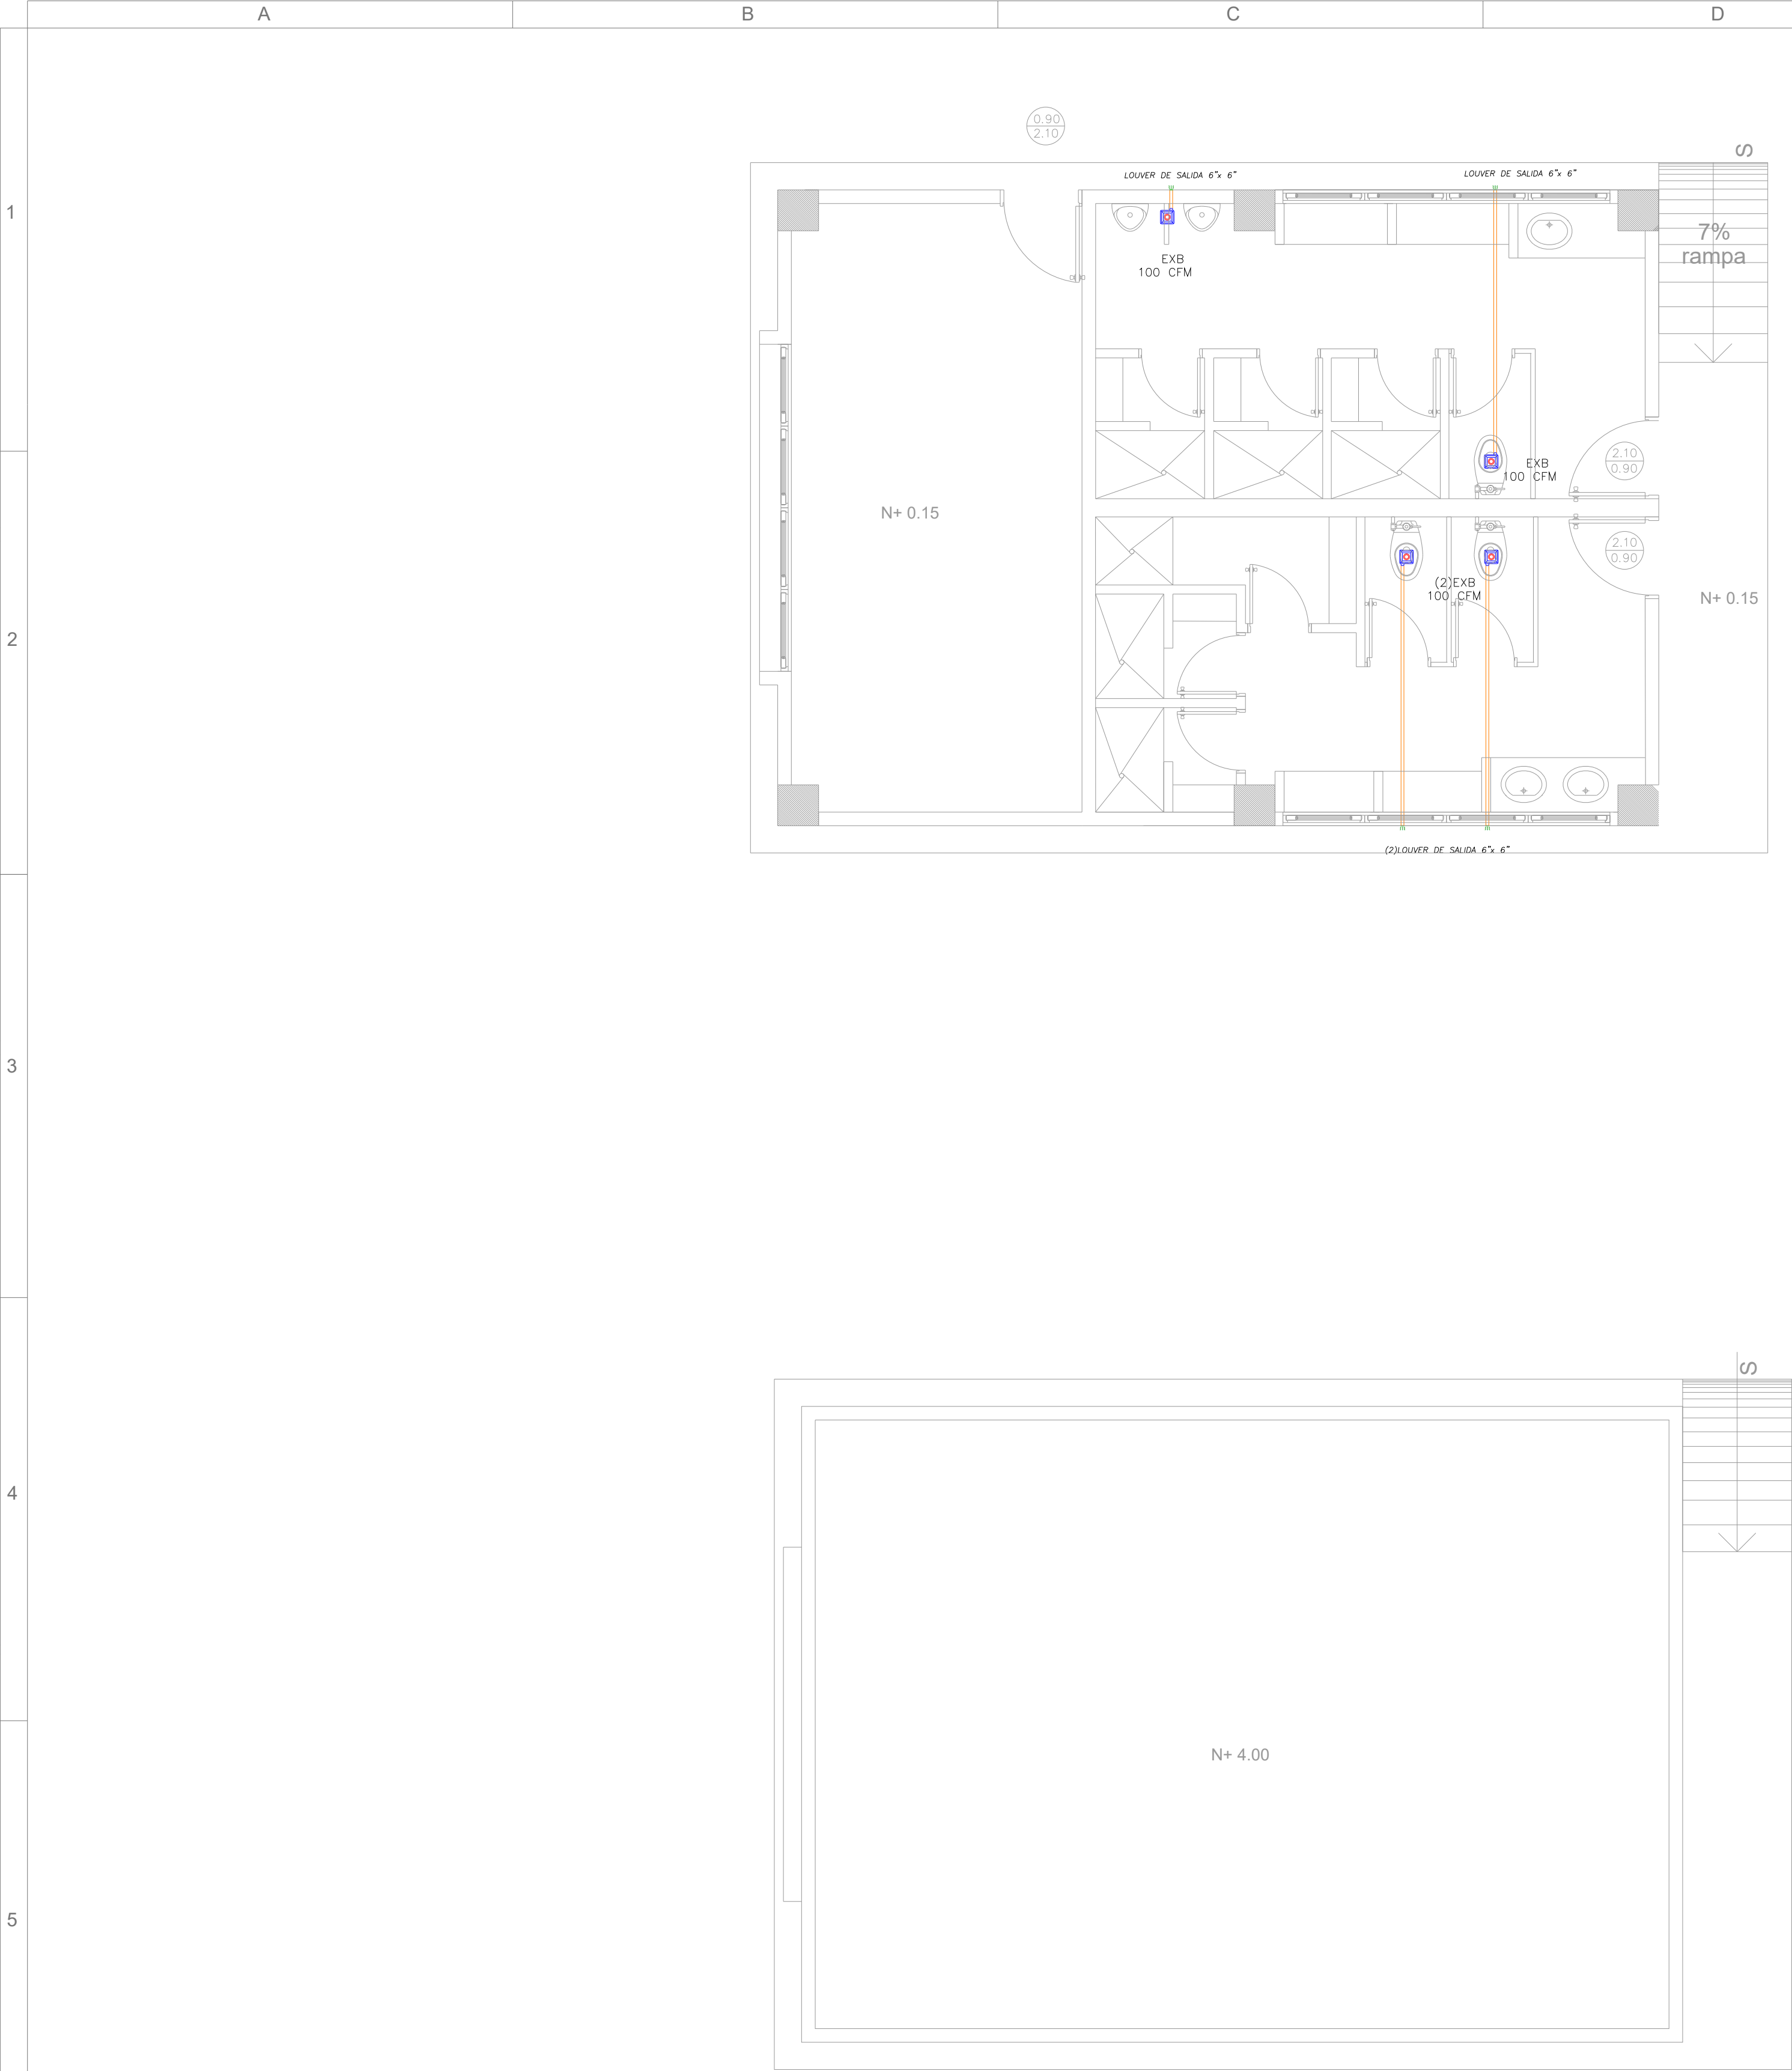 A B C D
0.90
2.10
S
LOUVER DE SALIDA 6"x 6"
LOUVER DE SALIDA 6"x 6"
1
7%
rampa
EXB
100 CFM
2.10
0.90
EXB
100 CFM
N+ 0.15
2.10
0.90
(2)EXB
100 CFM
N+ 0.15
2
(2)LOUVER DE SALIDA 6"x 6"
3
S
4
N+ 4.00
5